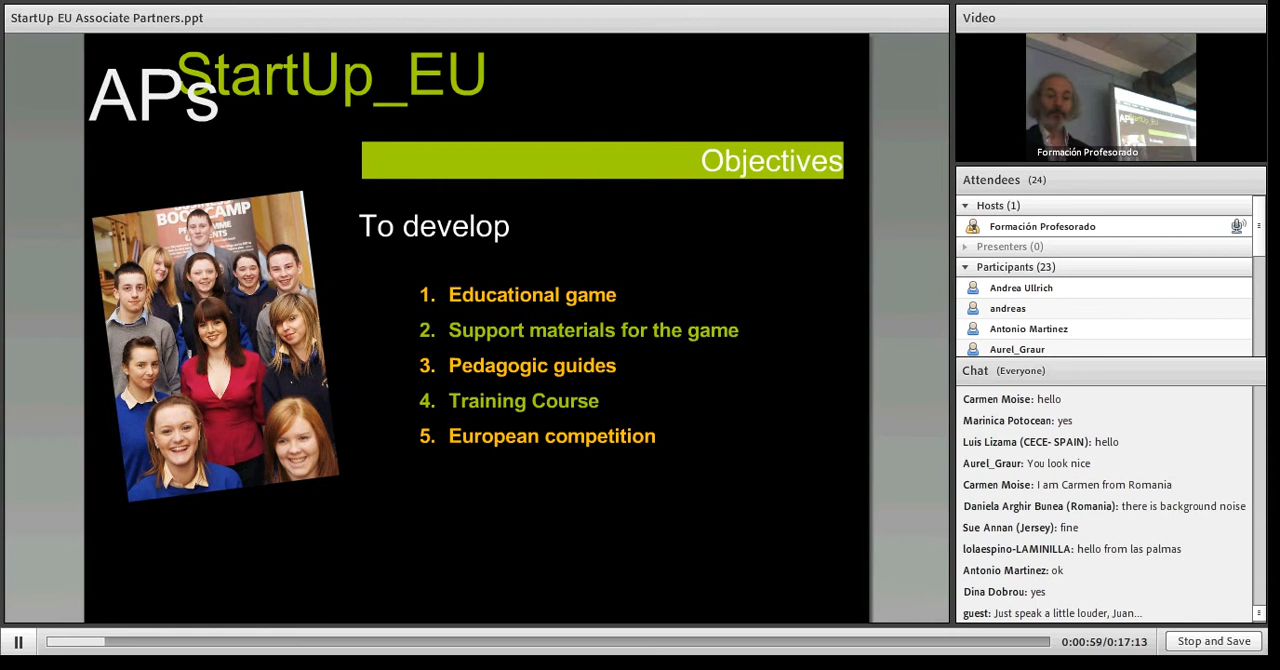 StartUp EU Associate Partners.ppt
APs
StartUp_EU
Objectives
BUSINESS
To develop
1. Educational game
2. Support materials for the game
3. Pedagogic guides
4. Training Course
5. European competition
Video
Formación Profesorado
Attendees (24)
Hosts (1)
Formación Profesorado
Presenters (0)
Participants (23)
Andrea Ullrich
andreas
Antonio Martinez
Aurel_Graur
Chat (Everyone)
Carmen Moise: hello
Marinica Potocean: yes
Luis Lizama (CECE- SPAIN): hello
Aurel_Graur: You look nice
Carmen Moise: I am Carmen from Romania
Daniela Arghir Bunea (Romania): there is background noise
Sue Annan (Jersey): fine
lolaespino-LAMINILLA: hello from las palmas
Antonio Martinez: ok
Dina Dobrou: yes
guest: Just speak a little louder, Juan...
0:00:59/0:17:13
Stop and Save